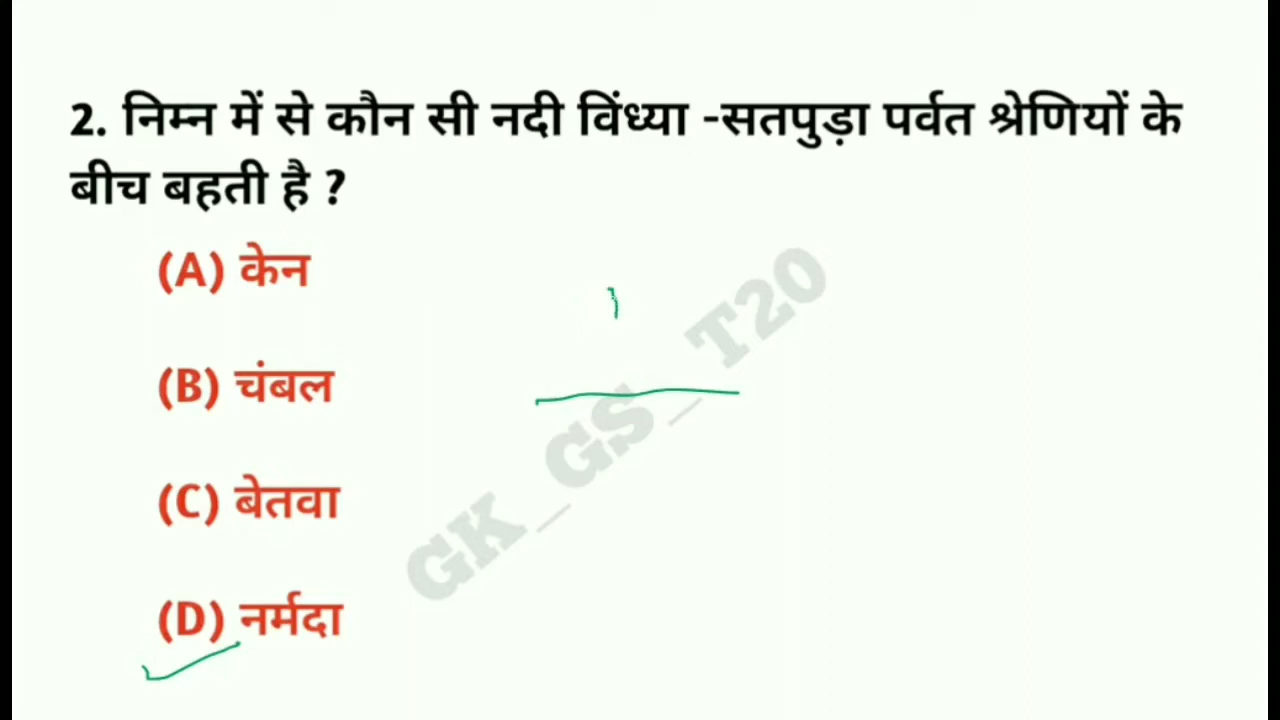 2. निम्न में से कौन सी नदी विंध्या -सतपुड़ा पर्वत श्रेणियों के
बीच बहती है ?
(A) केन
(B) चंबल
(C) बेतवा
(D) नर्मदा
GK_GS_T20